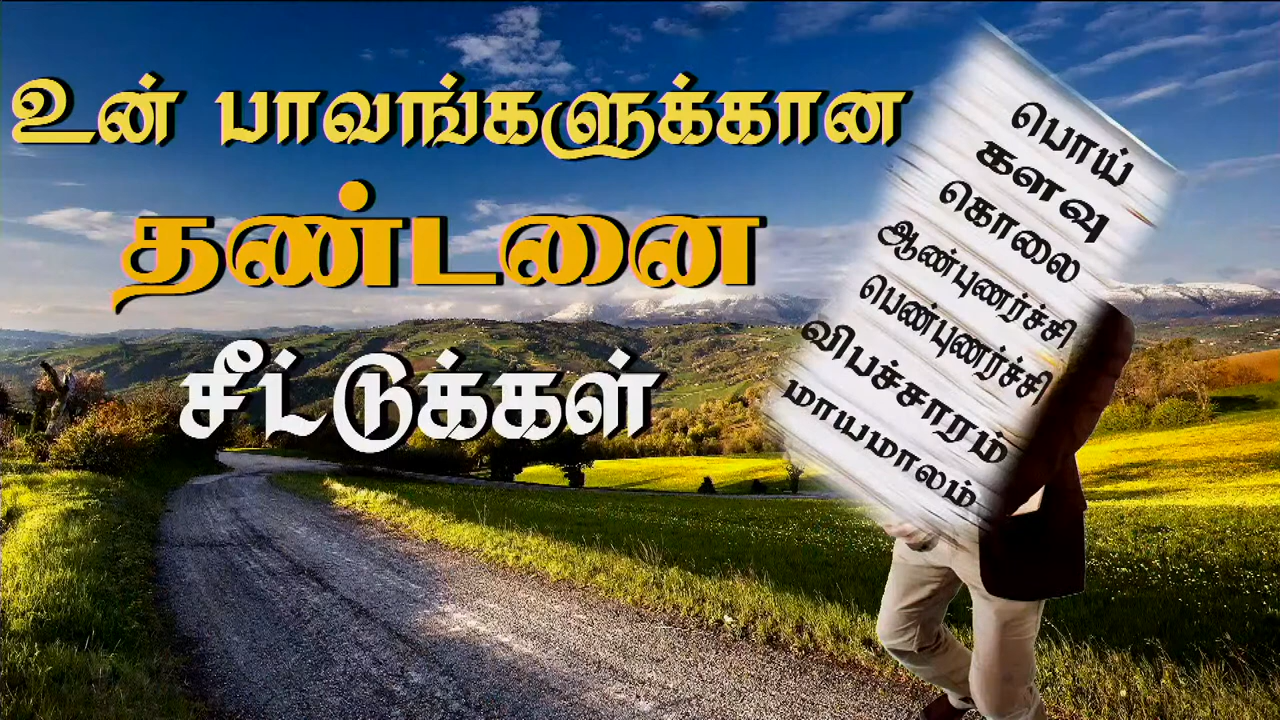 உன் பாவங்களுக்கான
தண்டனை
சீட்டுக்கள்
பொய்
களவு
கொலை
ஆண்புணர்ச்சி
பெண்புணர்ச்சி
விபச்சாரம்
மாயமாலம்